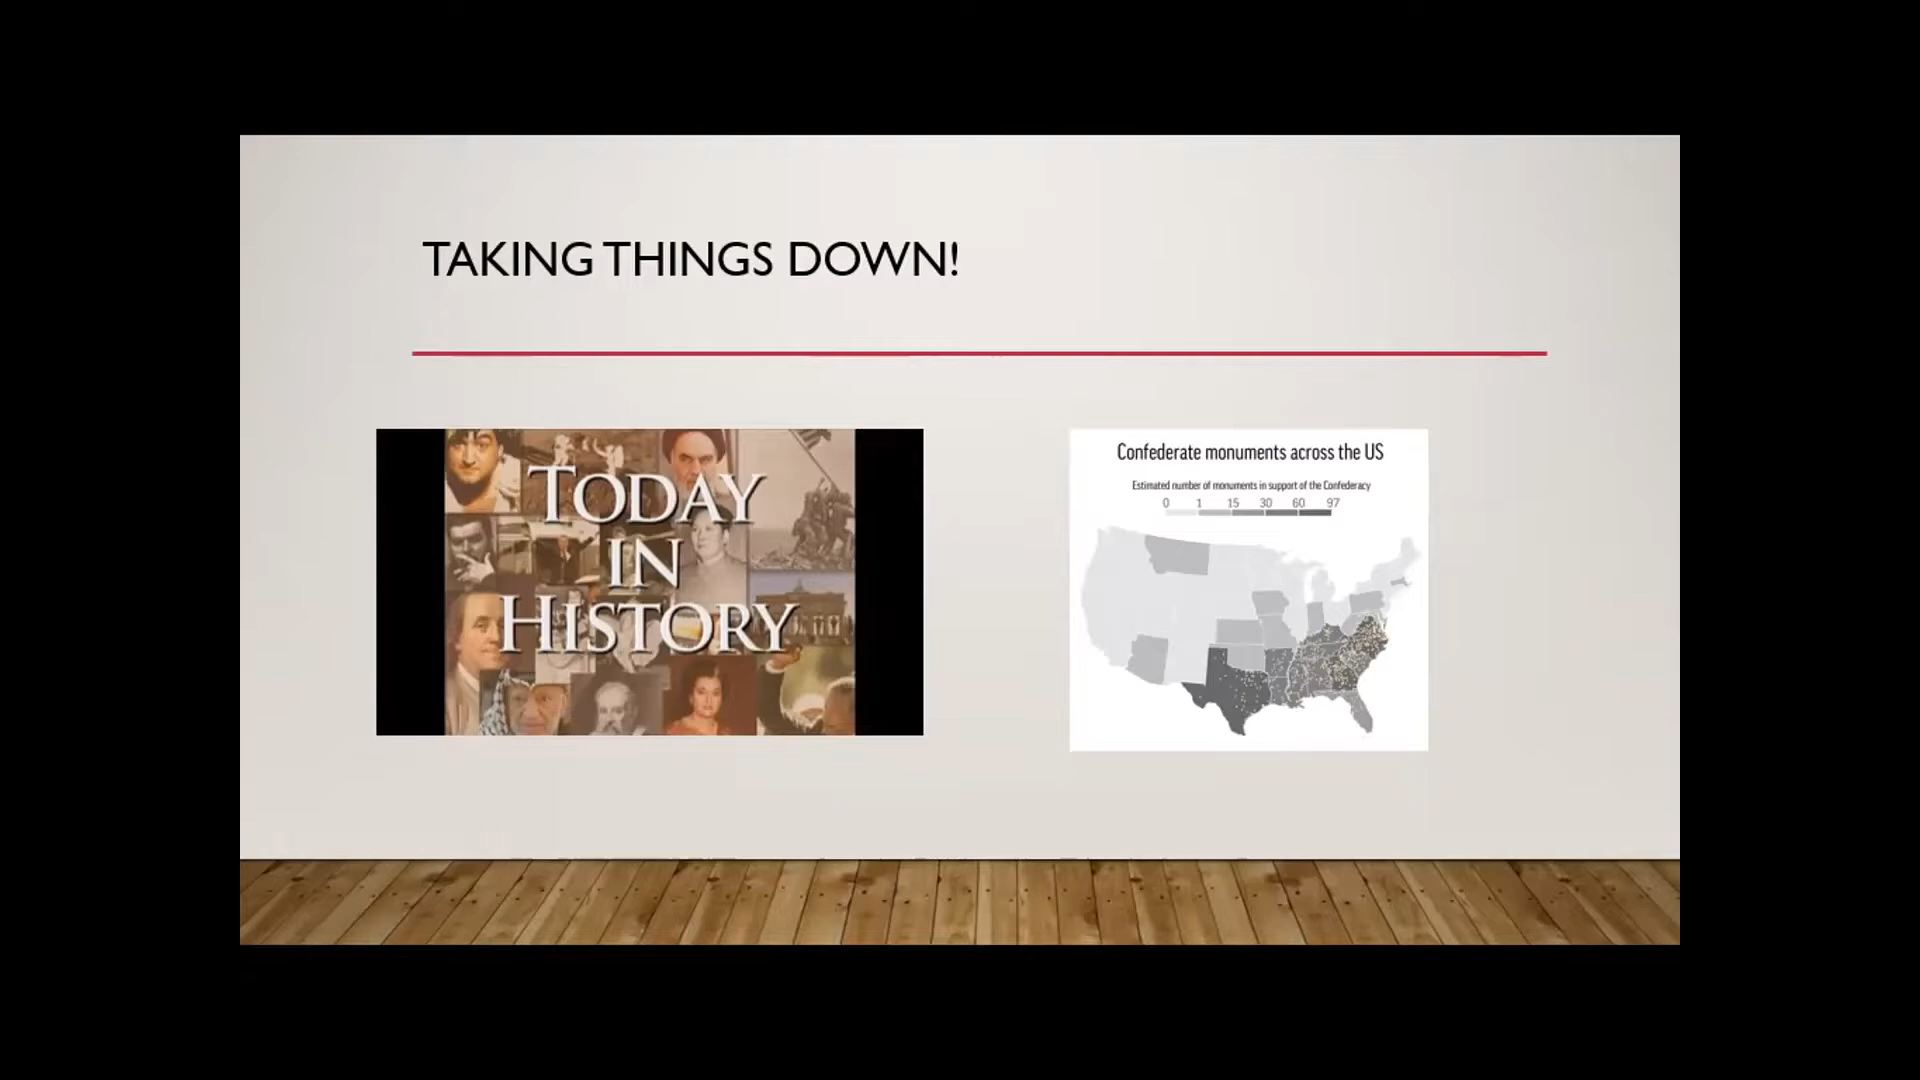 TAKING THINGS DOWN!
TODAY
IN
HISTORY
Confederate monuments across the US
Estimated number of monuments in support of the Confederacy
0 1 15 30 60 97